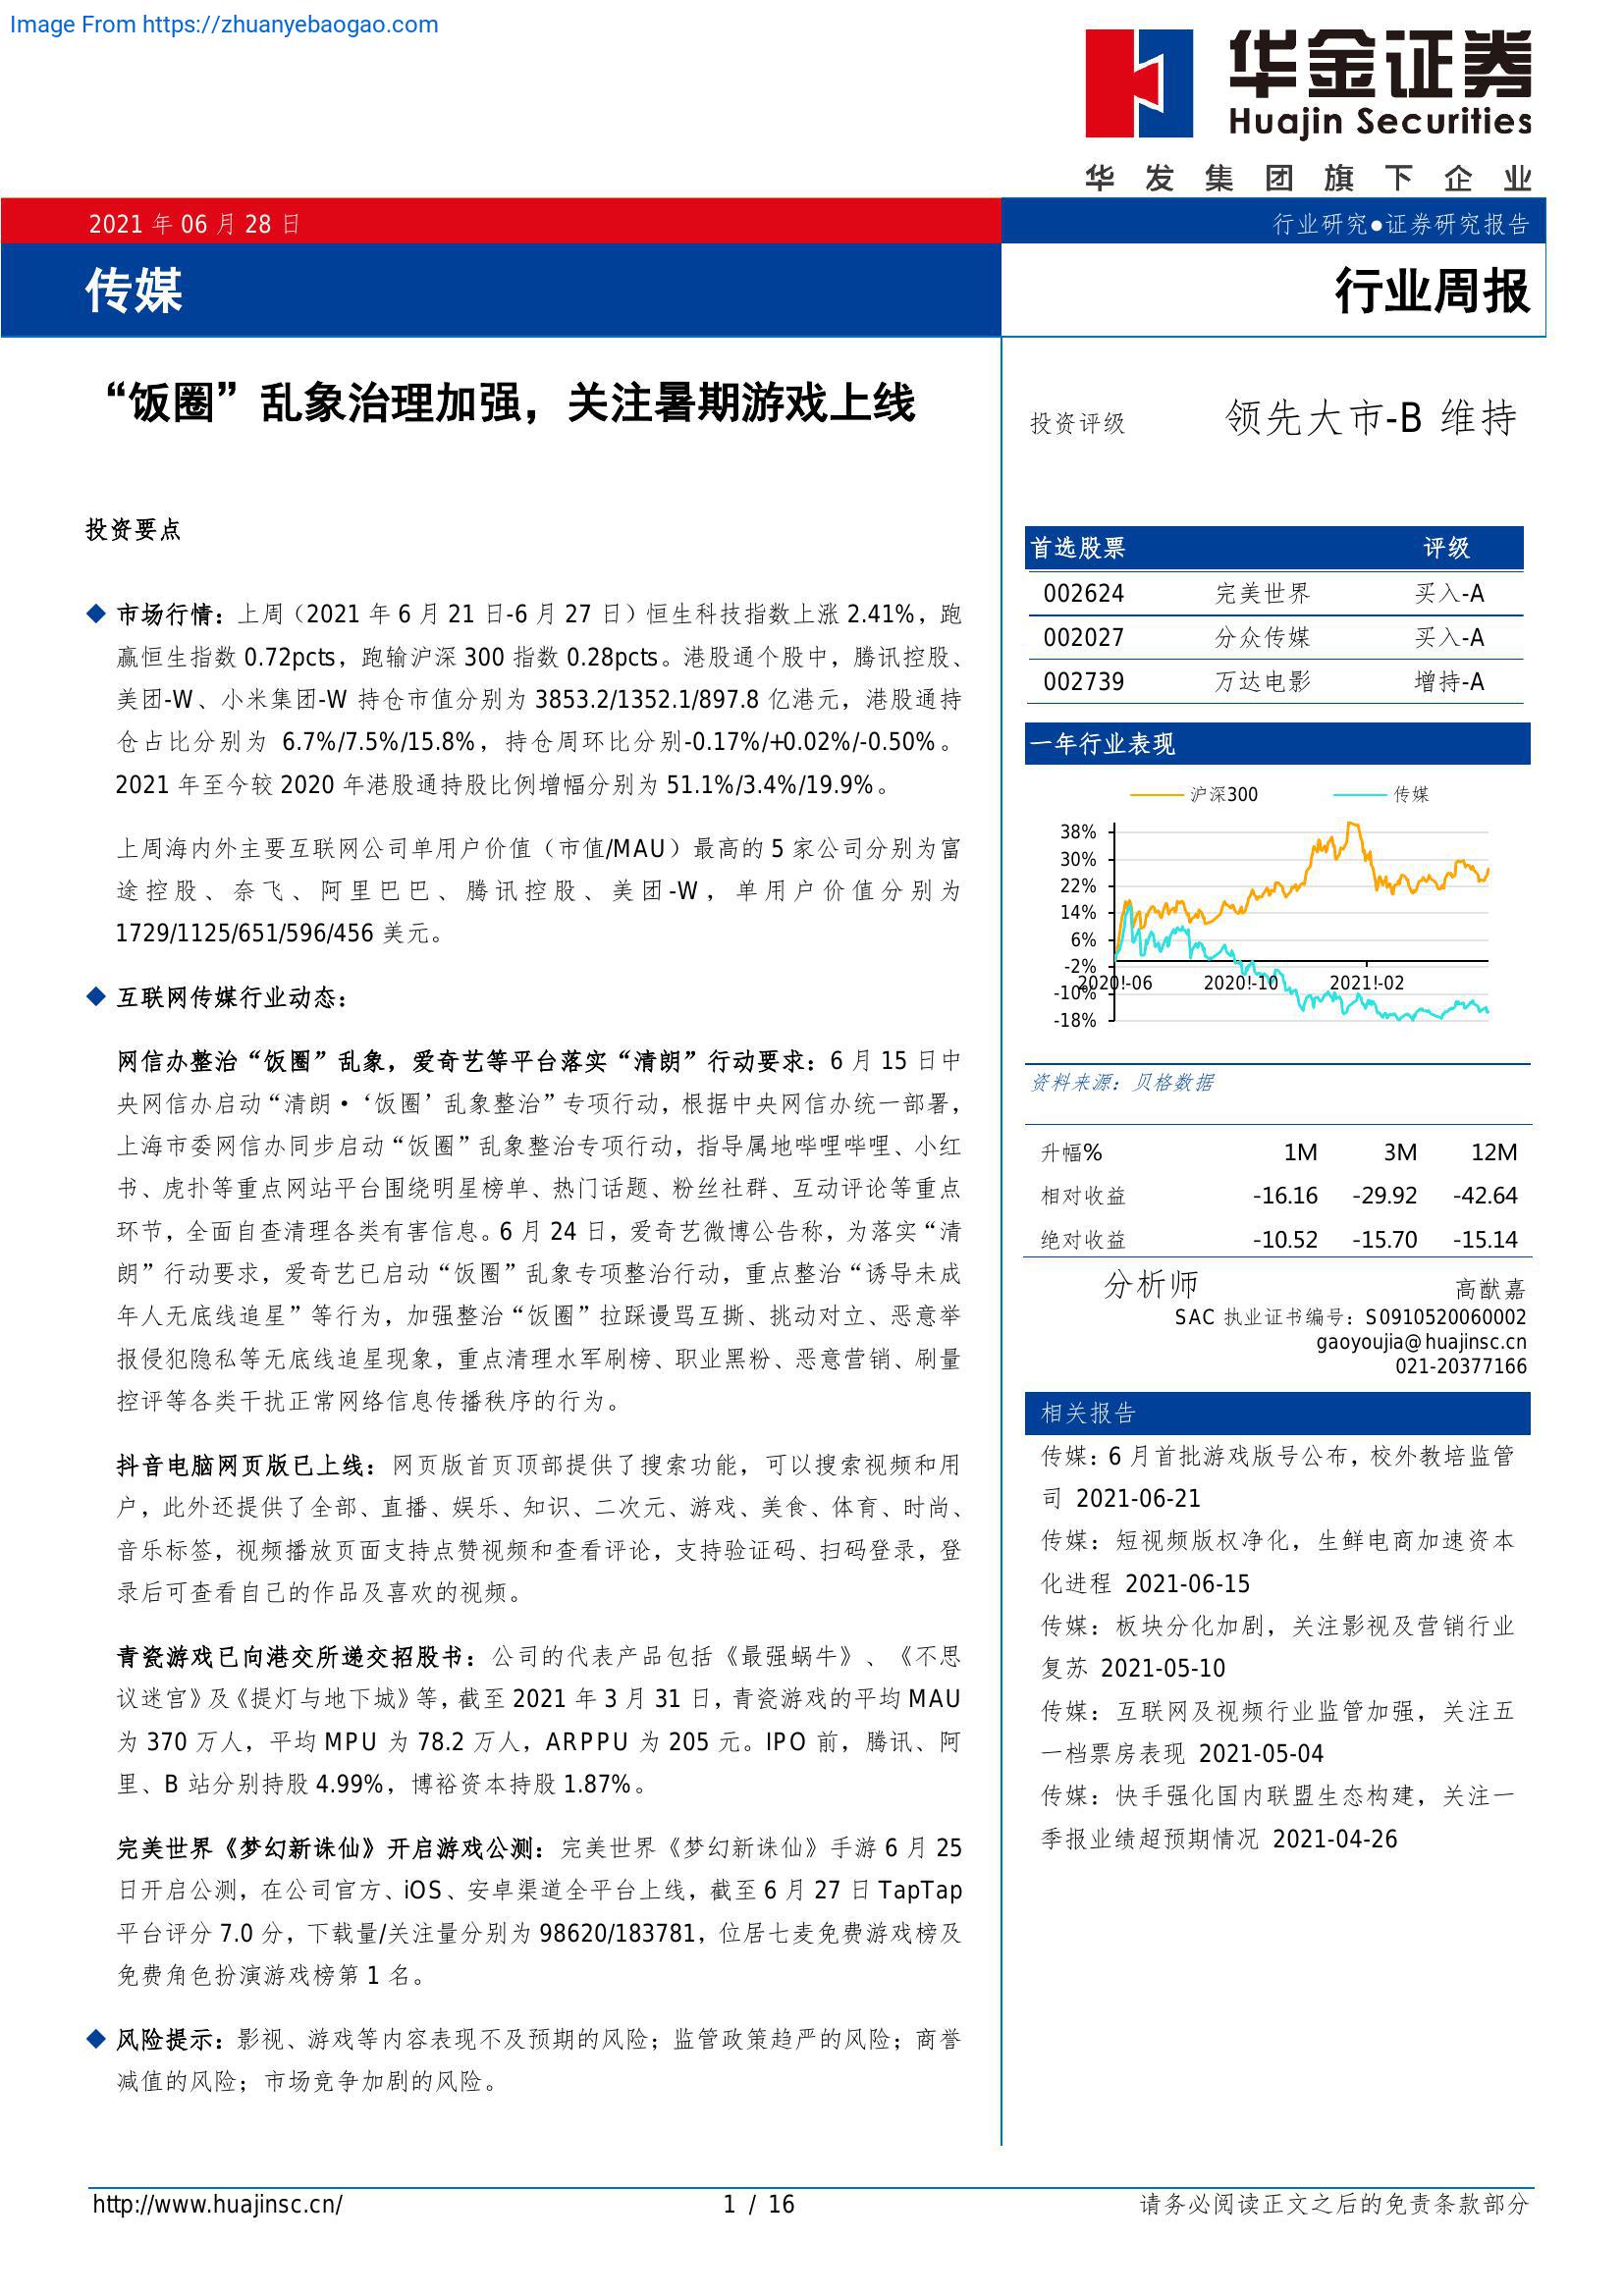 Image From https://zhuanyebaogao.com
华金证券
Huajin Securities
华发集团旗下企业
2021 年 06 月 28 日
行业研究●证券研究报告
传媒
行业周报
“饭圈”乱象治理加强，关注暑期游戏上线
投资要点
◆ 市场行情：上周（2021 年 6 月 21 日-6 月 27 日）恒生科技指数上涨 2.41%，跑
赢恒生指数 0.72pcts，跑输沪深 300 指数 0.28pcts。港股通个股中，腾讯控股、
美团-W、小米集团-W 持仓市值分别为 3853.2/1352.1/897.8 亿港元，港股通持
仓占比分别为 6.7%/7.5%/15.8%，持仓周环比分别-0.17%/+0.02%/-0.50%。
2021 年至今较 2020 年港股通持股比例增幅分别为 51.1%/3.4%/19.9%。
上周海内外主要互联网公司单用户价值（市值/MAU）最高的 5 家公司分别为富
途控股、奈飞、阿里巴巴、腾讯控股、美团-W，单用户价值分别为
1729/1125/651/596/456 美元。
◆ 互联网传媒行业动态：
网信办整治“饭圈”乱象，爱奇艺等平台落实“清朗”行动要求：6 月 15 日中
央网信办启动“清朗·‘饭圈’乱象整治”专项行动，根据中央网信办统一部署，
上海市委网信办同步启动“饭圈”乱象整治专项行动，指导属地哔哩哔哩、小红
书、虎扑等重点网站平台围绕明星榜单、热门话题、粉丝社群、互动评论等重点
环节，全面自查清理各类有害信息。6 月 24 日，爱奇艺微博公告称，为落实“清
朗”行动要求，爱奇艺已启动“饭圈”乱象专项整治行动，重点整治“诱导未成
年人无底线追星”等行为，加强整治“饭圈”拉踩谩骂互撕、挑动对立、恶意举
报侵犯隐私等无底线追星现象，重点清理水军刷榜、职业黑粉、恶意营销、刷量
控评等各类干扰正常网络信息传播秩序的行为。
抖音电脑网页版已上线：网页版首页顶部提供了搜索功能，可以搜索视频和用
户，此外还提供了全部、直播、娱乐、知识、二次元、游戏、美食、体育、时尚、
音乐标签，视频播放页面支持点赞视频和查看评论，支持验证码、扫码登录，登
录后可查看自己的作品及喜欢的视频。
青瓷游戏已向港交所递交招股书：公司的代表产品包括《最强蜗牛》、《不思
议迷宫》及《提灯与地下城》等，截至 2021 年 3 月 31 日，青瓷游戏的平均 MAU
为 370 万人，平均 MPU 为 78.2 万人，ARPPU 为 205 元。IPO 前，腾讯、阿
里、B 站分别持股 4.99%，博裕资本持股 1.87%。
完美世界《梦幻新诛仙》开启游戏公测：完美世界《梦幻新诛仙》手游 6 月 25
日开启公测，在公司官方、iOS、安卓渠道全平台上线，截至 6 月 27 日 TapTap
平台评分 7.0 分，下载量/关注量分别为 98620/183781，位居七麦免费游戏榜及
免费角色扮演游戏榜第 1 名。
◆ 风险提示：影视、游戏等内容表现不及预期的风险；监管政策趋严的风险；商誉
减值的风险；市场竞争加剧的风险。
投资评级 领先大市-B 维持
首选股票 评级
002624 完美世界 买入-A
002027 分众传媒 买入-A
002739 万达电影 增持-A
一年行业表现
沪深300 传媒
38%
30%
22%
14%
6%
-2%
-10%
-18%
2020!-06 2020!-10 2021!-02
资料来源：贝格数据
升幅% 1M 3M 12M
相对收益 -16.16 -29.92 -42.64
绝对收益 -10.52 -15.70 -15.14
分析师 高猷嘉
SAC 执业证书编号：S0910520060002
gaoyoujia@huajinsc.cn
021-20377166
相关报告
传媒：6 月首批游戏版号公布，校外教培监管
司 2021-06-21
传媒：短视频版权净化，生鲜电商加速资本
化进程 2021-06-15
传媒：板块分化加剧，关注影视及营销行业
复苏 2021-05-10
传媒：互联网及视频行业监管加强，关注五
一档票房表现 2021-05-04
传媒：快手强化国内联盟生态构建，关注一
季报业绩超预期情况 2021-04-26
http://www.huajinsc.cn/ 1 / 16 请务必阅读正文之后的免责条款部分